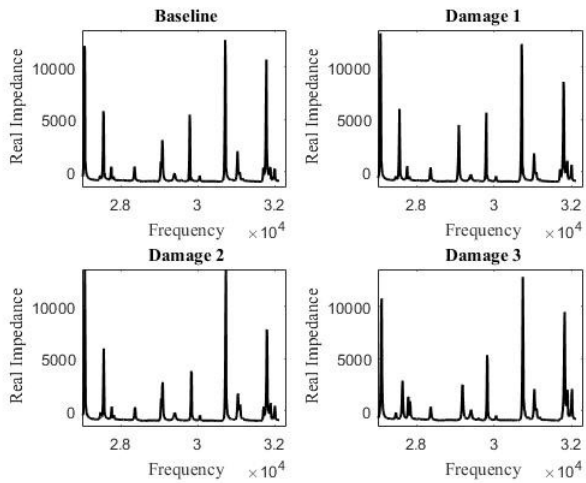 Baseline
Real Impedance
10000
5000
0
2.8
3
3.2
Frequency
×10⁴
Damage 1
Real Impedance
10000
5000
0
2.8
3
3.2
Frequency
×10⁴
Damage 2
Real Impedance
10000
5000
0
2.8
3
3.2
Frequency
×10⁴
Damage 3
Real Impedance
10000
5000
0
2.8
3
3.2
Frequency
×10⁴